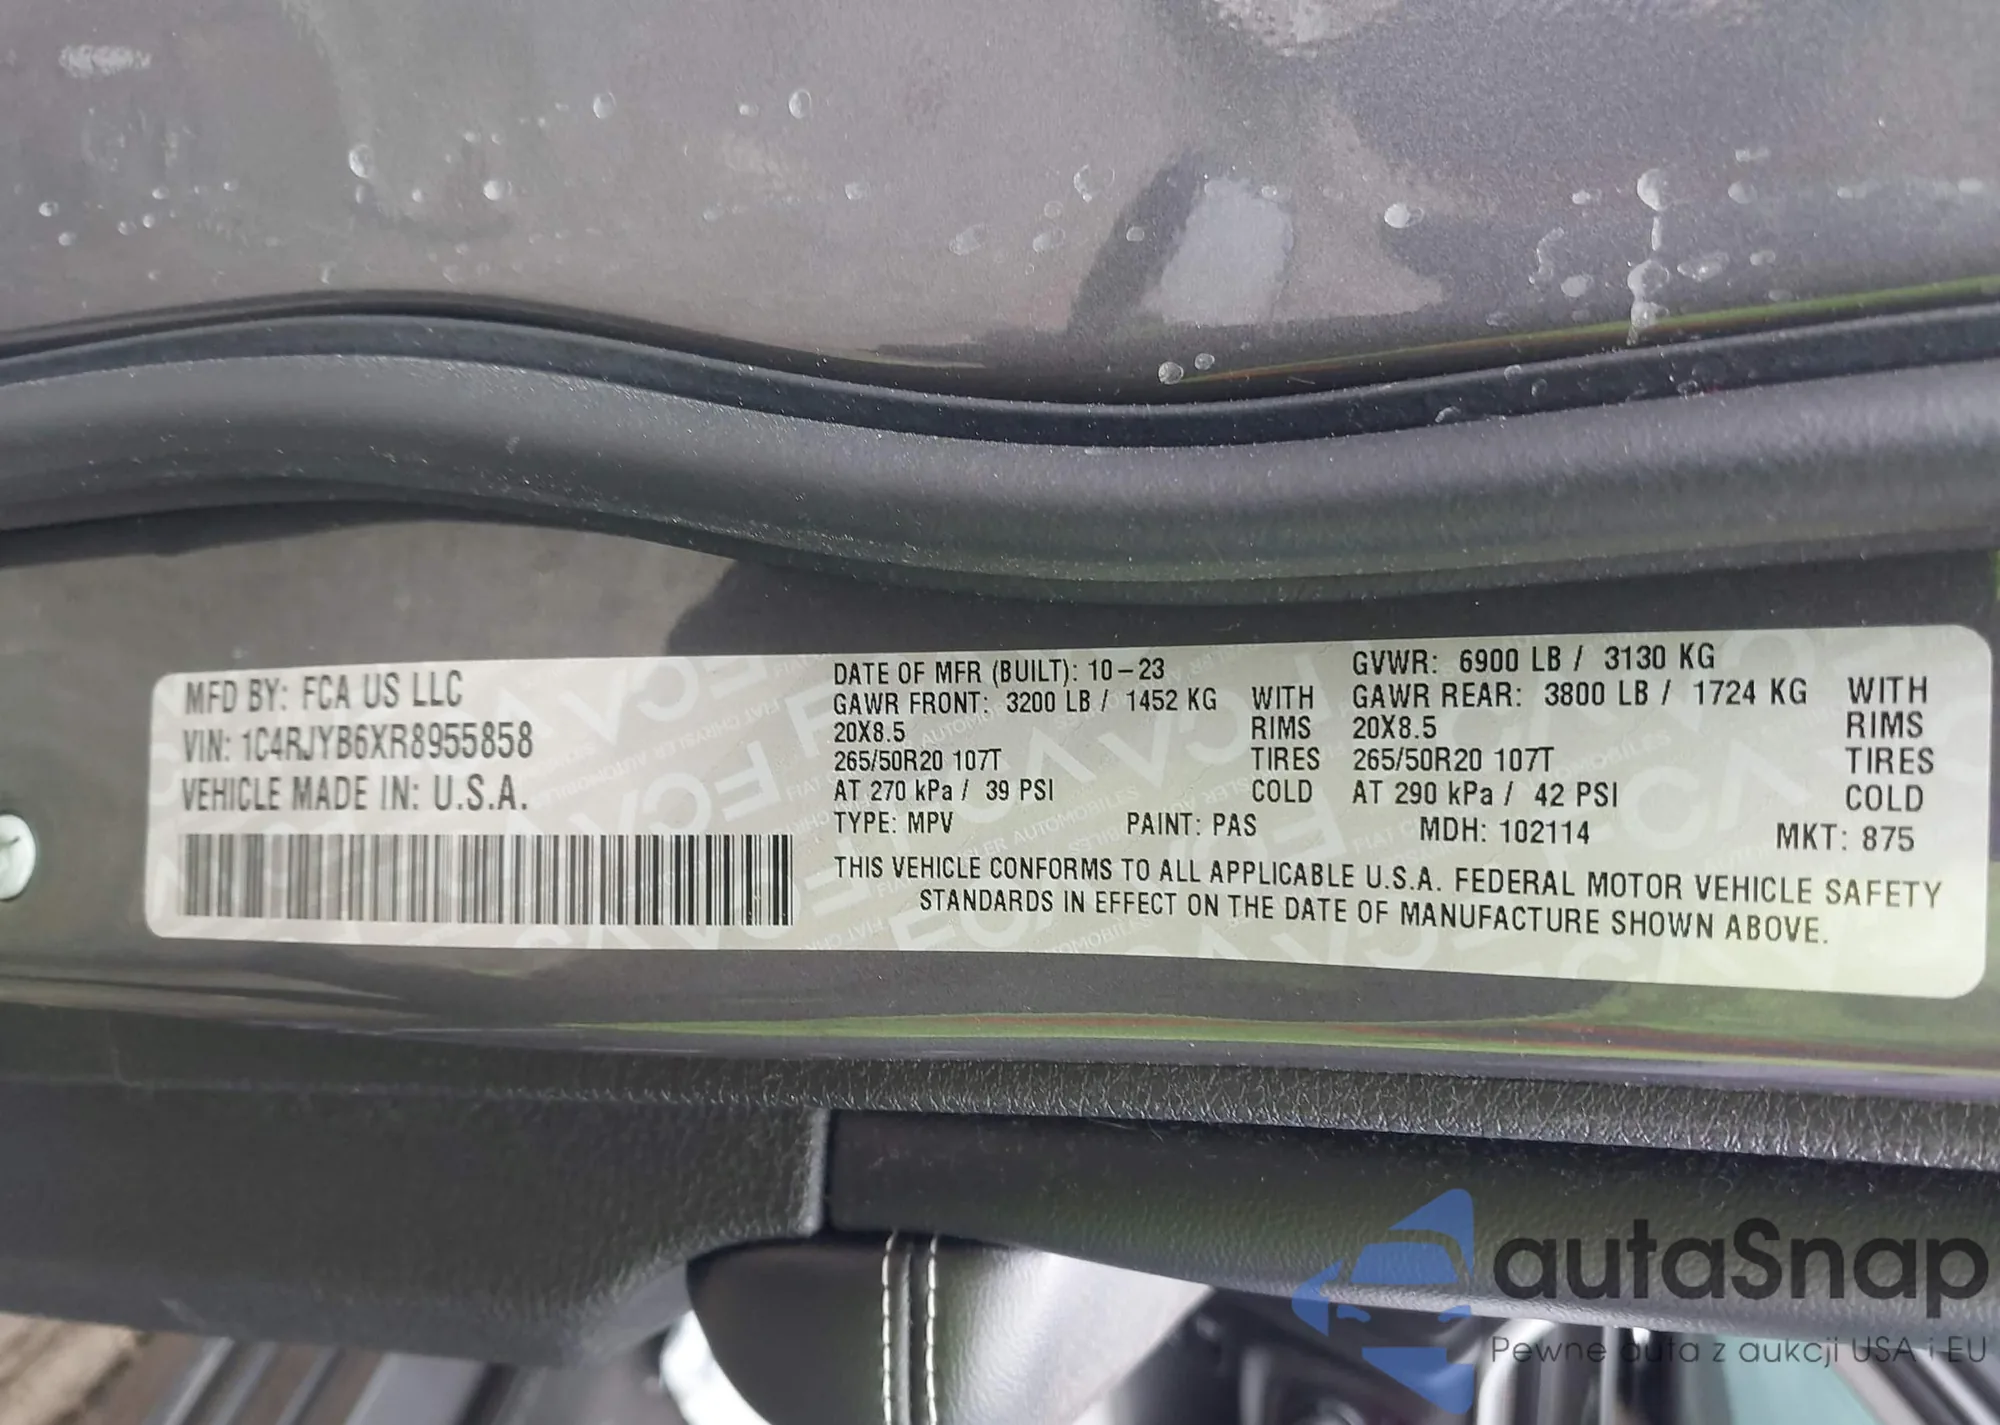 MFD BY: FCA US LLC
VIN: 1C4RJYB6XR8955858
VEHICLE MADE IN: U.S.A.
DATE OF MFR (BUILT): 10-23
GVWR: 6900 LB / 3130 KG
GAWR FRONT: 3200 LB / 1452 KG WITH
20X8.5 RIMS
265/50R20 107T TIRES
AT 270 kPa / 39 PSI COLD
GAWR REAR: 3800 LB / 1724 KG WITH
20X8.5 RIMS
265/50R20 107T TIRES
AT 290 kPa / 42 PSI COLD
TYPE: MPV PAINT: PAS MDH: 102114 MKT: 875
THIS VEHICLE CONFORMS TO ALL APPLICABLE U.S.A. FEDERAL MOTOR VEHICLE SAFETY
STANDARDS IN EFFECT ON THE DATE OF MANUFACTURE SHOWN ABOVE.
autaSnap
Pewne auta z aukcji USA i EU